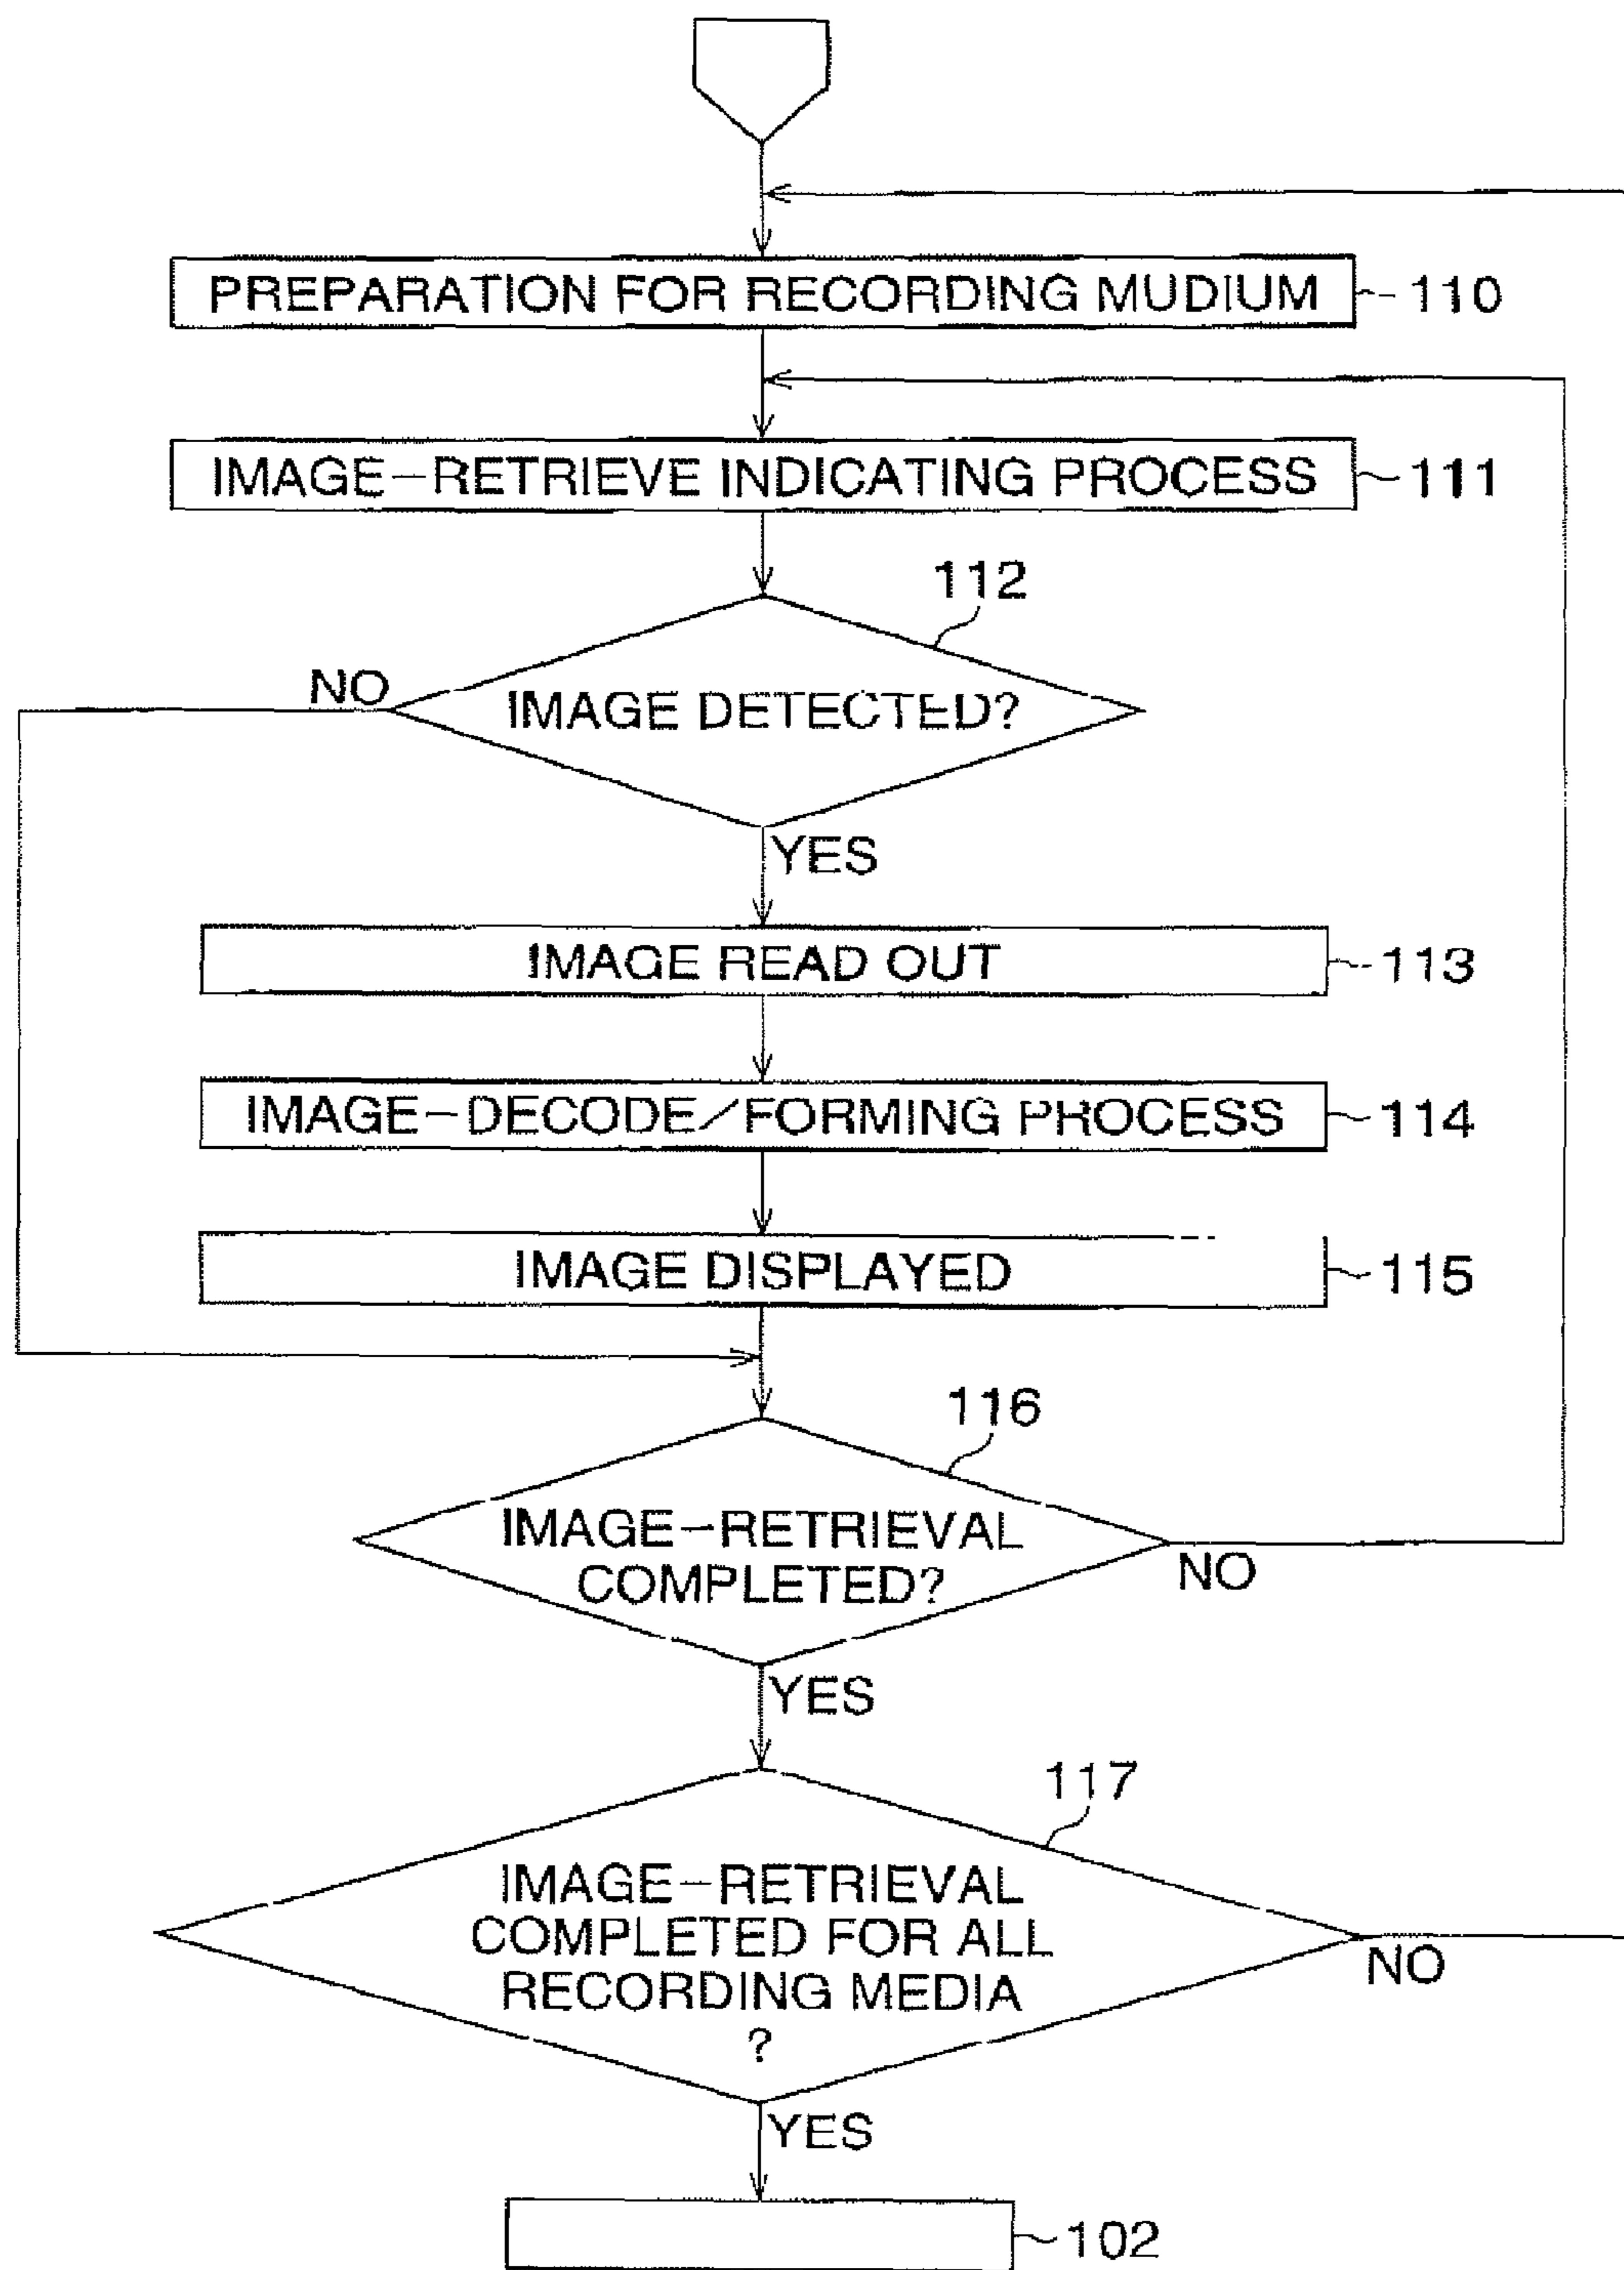 PREPARATION FOR RECORDING MUDIUM
110
IMAGE-RETRIEVE INDICATING PROCESS
111
112
NO
IMAGE DETECTED?
YES
IMAGE READ OUT
113
IMAGE-DECODE/FORMING PROCESS
114
IMAGE DISPLAYED
115
116
IMAGE-RETRIEVAL
COMPLETED?
NO
YES
117
IMAGE-RETRIEVAL
COMPLETED FOR ALL
RECORDING MEDIA
?
NO
YES
102